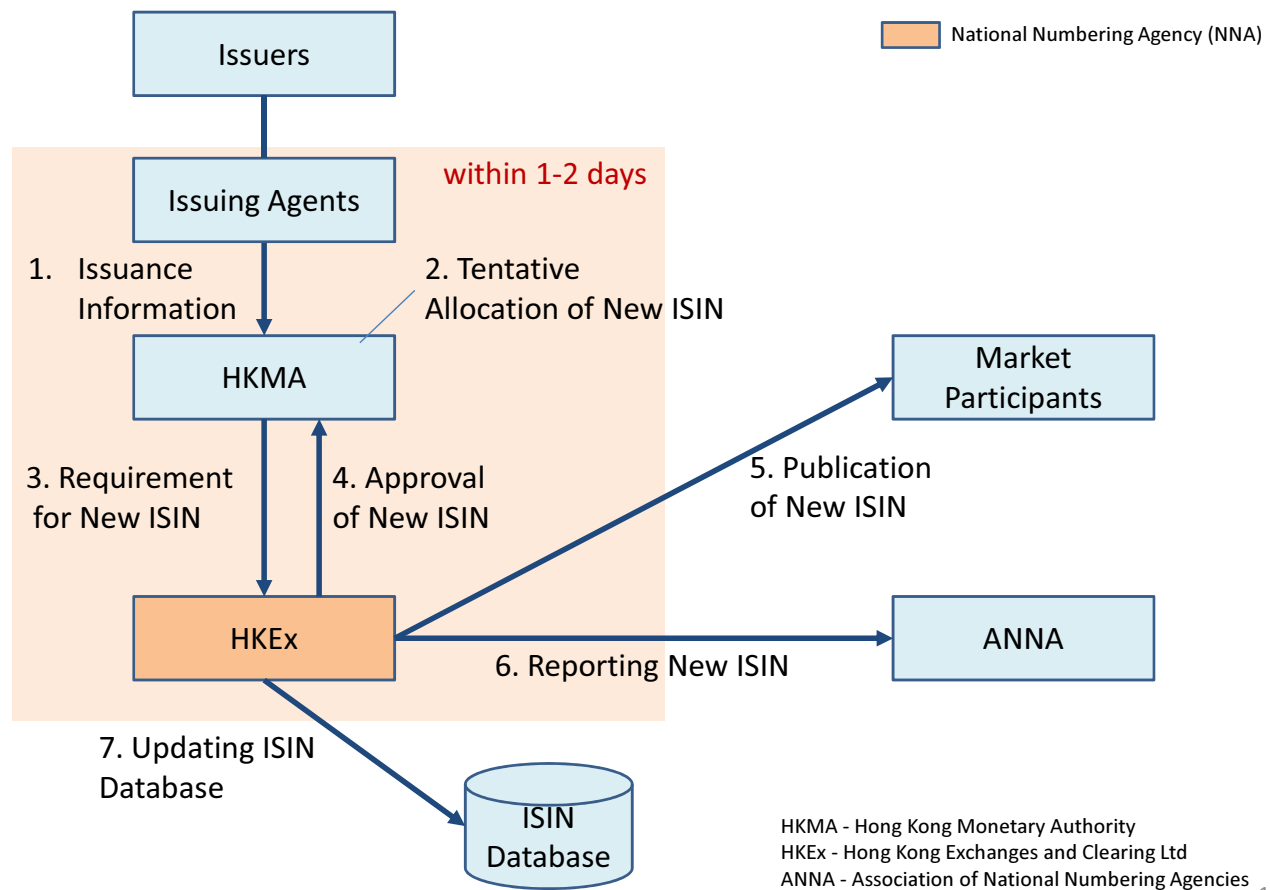 Issuers
National Numbering Agency (NNA)
within 1-2 days
Issuing Agents
1. Issuance
Information
2. Tentative
Allocation of New ISIN
HKMA
Market
Participants
3. Requirement
for New ISIN
4. Approval
of New ISIN
5. Publication
of New ISIN
HKEx
ANNA
6. Reporting New ISIN
7. Updating ISIN
Database
ISIN
Database
HKMA - Hong Kong Monetary Authority
HKEx - Hong Kong Exchanges and Clearing Ltd
ANNA - Association of National Numbering Agencies